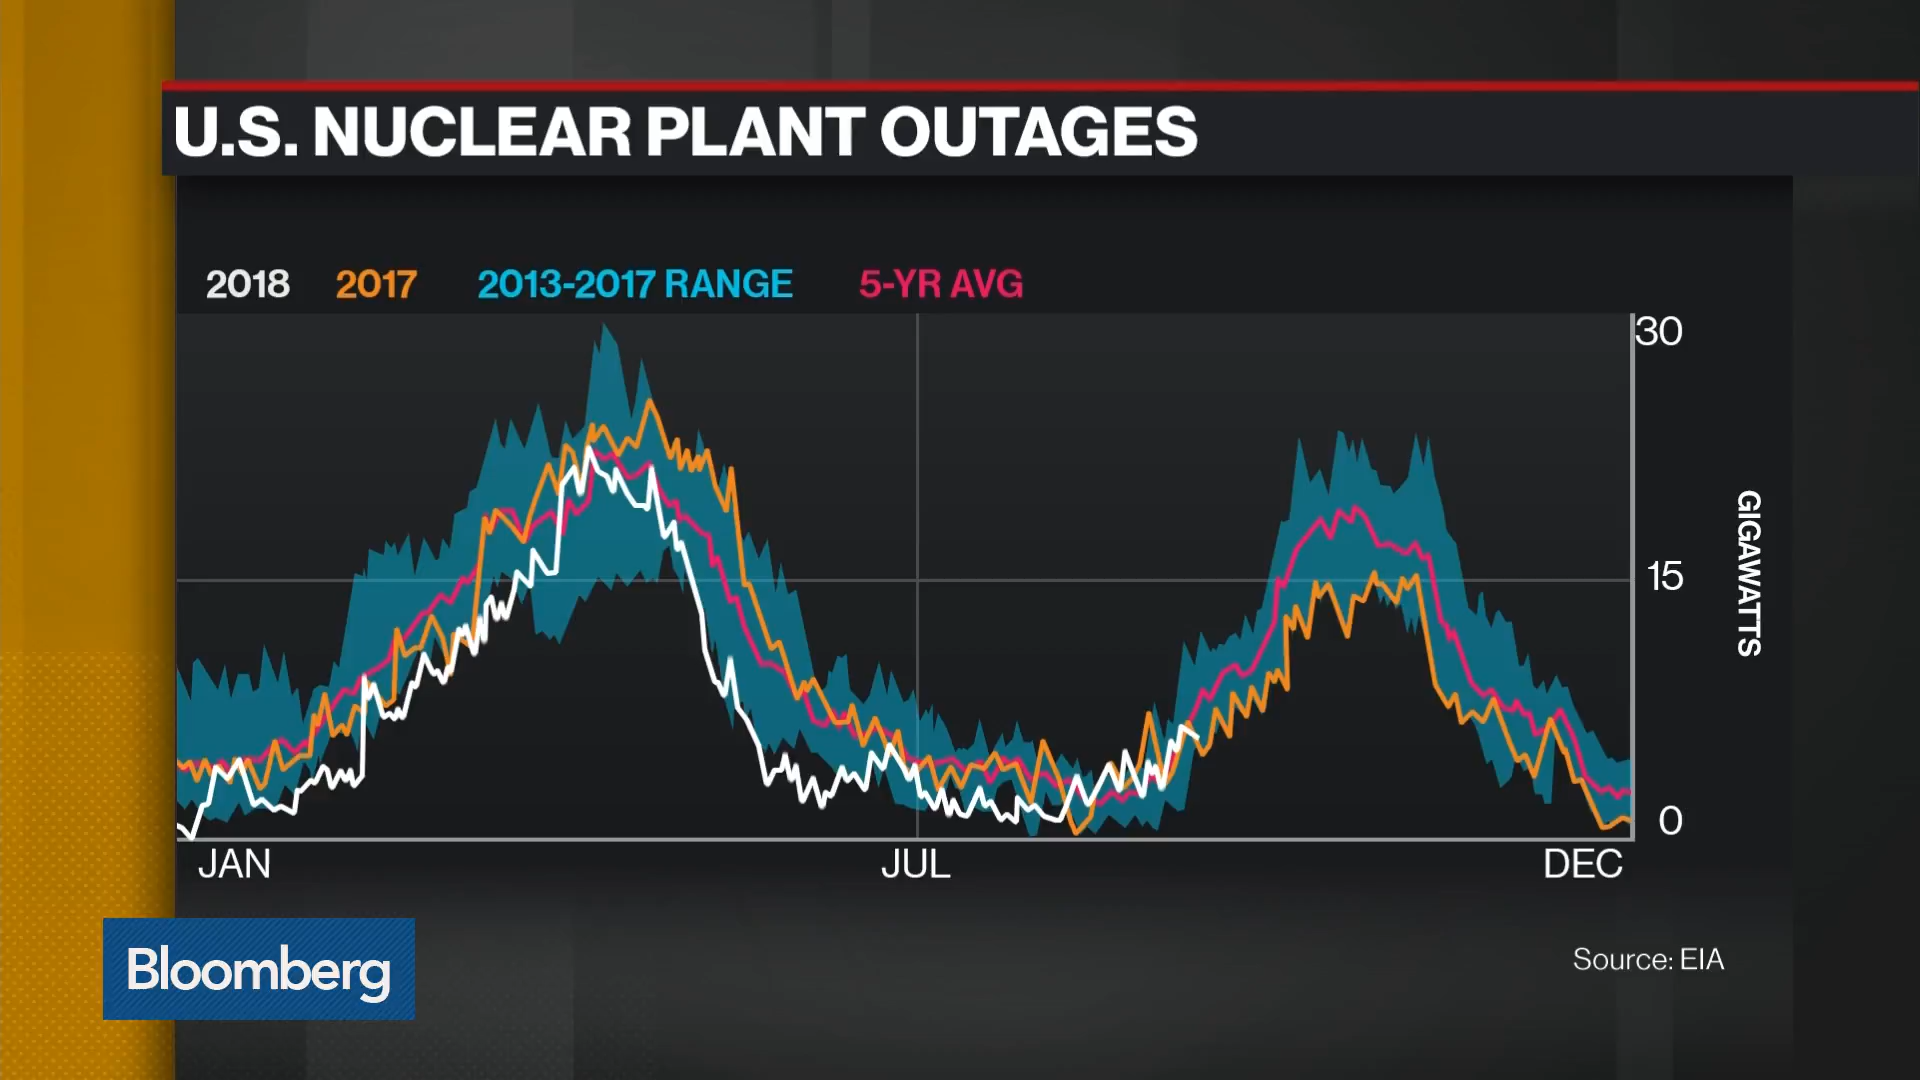 U.S. NUCLEAR PLANT OUTAGES
2018 2017 2013-2017 RANGE 5-YR AVG
30
15
0
GIGAWATTS
JAN JUL DEC
Bloomberg
Source: EIA